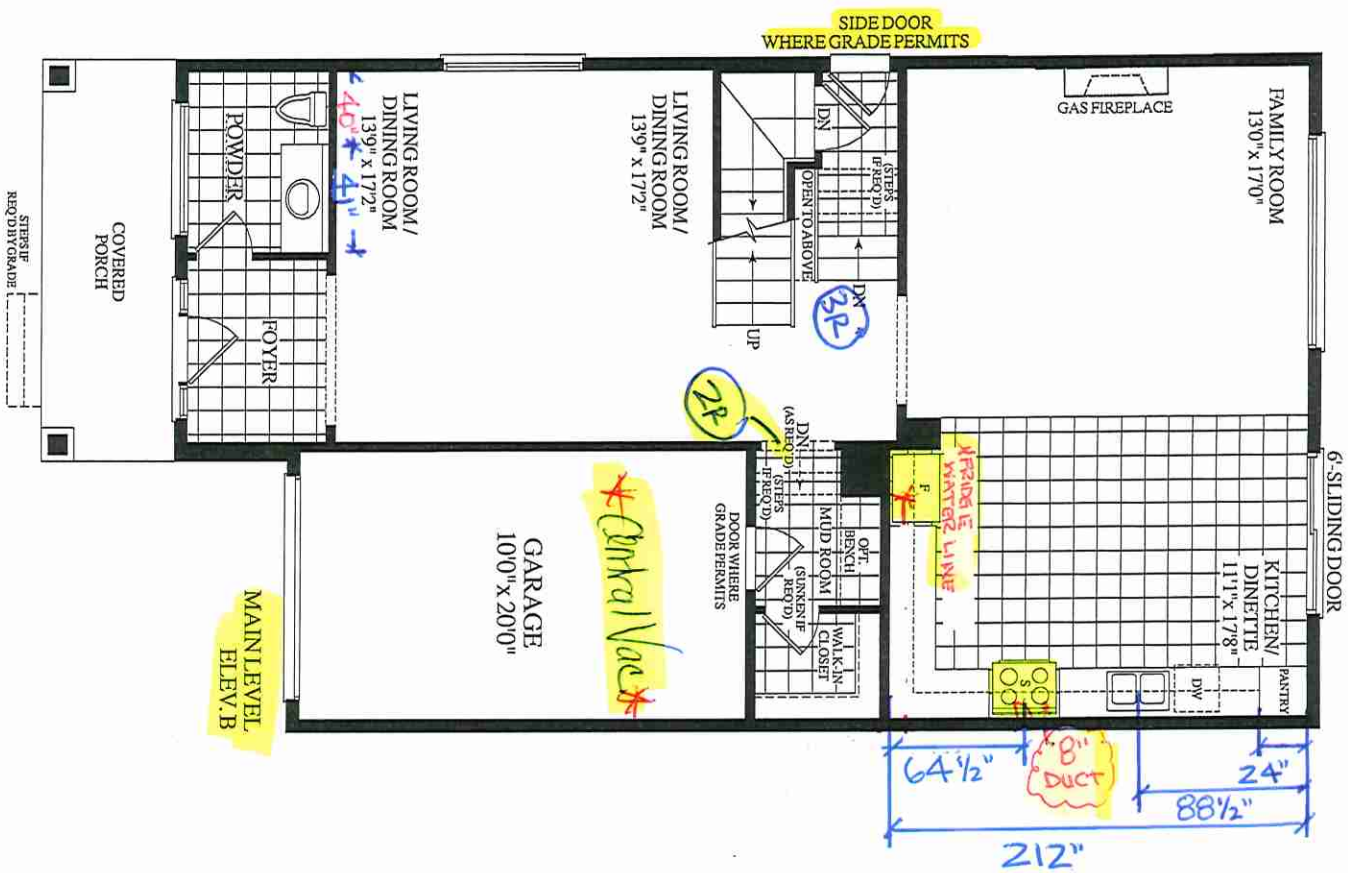 SIDE DOOR
WHERE GRADE PERMITS
GAS FIREPLACE
FAMILY ROOM
13'0" x 17'0"
LIVING ROOM /
DINING ROOM
13'9" x 17'2"
LIVING ROOM /
DINING ROOM
13'9" x 17'2"
40" 41"
POWDER
FOYER
COVERED
PORCH
STEPS IF
REQ'D BY GRADE
DN
(STEPS
IF REQ'D)
OPEN TO ABOVE
DN
UP
3R
2R
DN
(AS REQ'D)
(STEPS
IF REQ'D)
MUD ROOM
(SUNKEN IF
REQ'D)
OPT.
BENCH
WALK-IN
CLOSET
DOOR WHERE
GRADE PERMITS
*Central Vac*
GARAGE
10'0" x 20'0"
MAIN LEVEL
ELEV. B
F
*FRIDGE
WATER LINE
6'-SLIDING DOOR
KITCHEN/
DINETTE
11'1" x 17'8"
PANTRY
DW
S
8"
DUCT
64 1/2"
24"
88 1/2"
212"